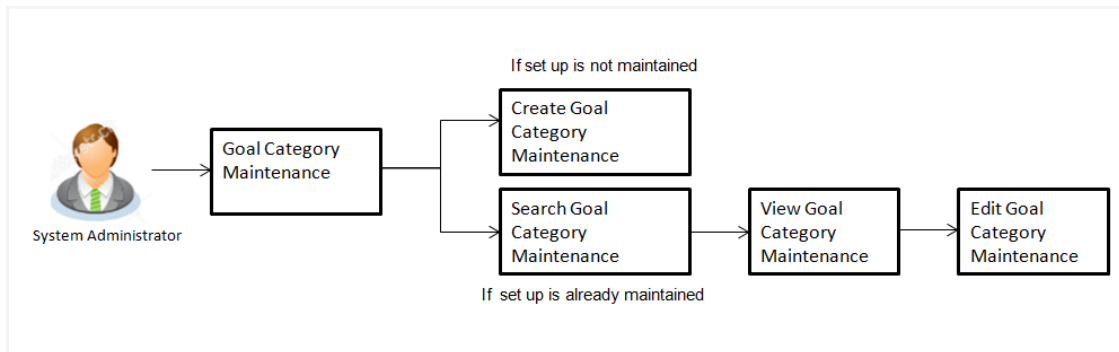 If set up is not maintained
Create Goal
Category
Maintenance
Goal Category
Maintenance
System Administrator
Search Goal
Category
Maintenance
View Goal
Category
Maintenance
Edit Goal
Category
Maintenance
If set up is already maintained